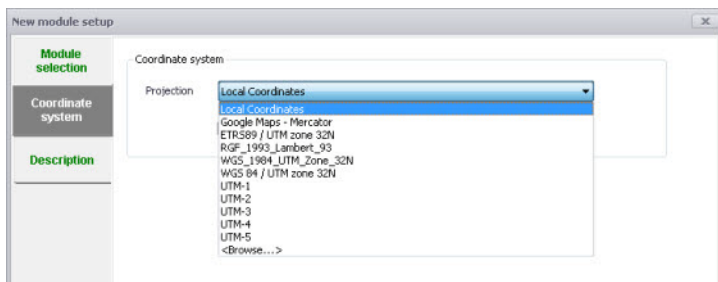 New module setup
Module
selection
Coordinate
system
Description
Coordinate system
Projection
Local Coordinates
Local Coordinates
Google Maps - Mercator
ETRS89 / UTM zone 32N
RGF_1993_Lambert_93
WGS_1984_UTM_Zone_32N
WGS 84 / UTM zone 32N
UTM-1
UTM-2
UTM-3
UTM-4
UTM-5
<Browse...>